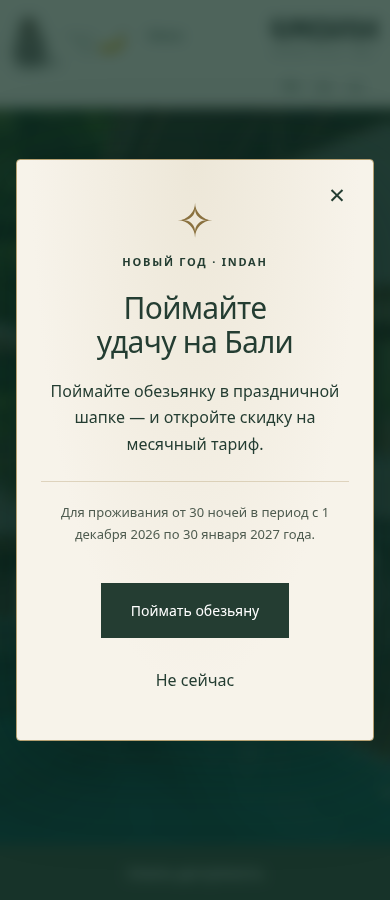 НОВЫЙ ГОД · INDAH
Поймайте
удачу на Бали
Поймайте обезьянку в праздничной
шапке — и откройте скидку на
месячный тариф.
Для проживания от 30 ночей в период с 1
декабря 2026 по 30 января 2027 года.
Поймать обезьяну
Не сейчас